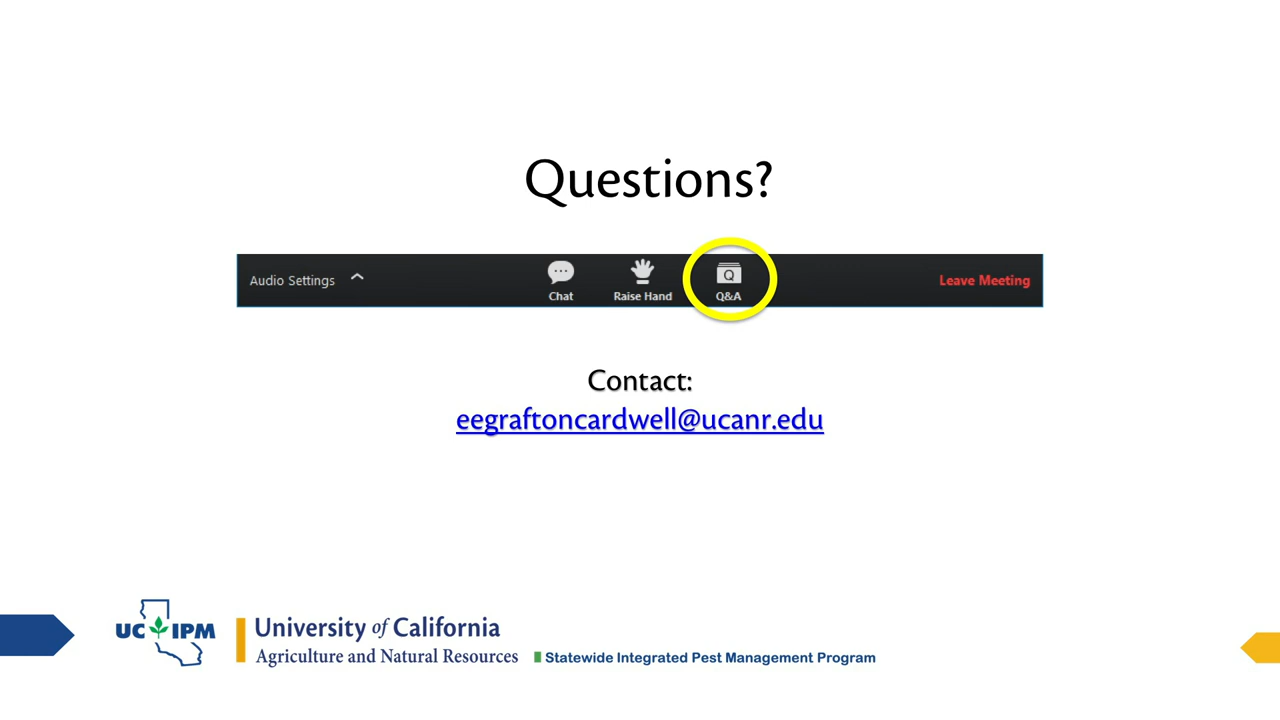 Questions?
Audio Settings
Chat
Raise Hand
Q
Q&A
Leave Meeting
Contact:
eegraftoncardwell@ucanr.edu
UC IPM
University of California
Agriculture and Natural Resources
Statewide Integrated Pest Management Program